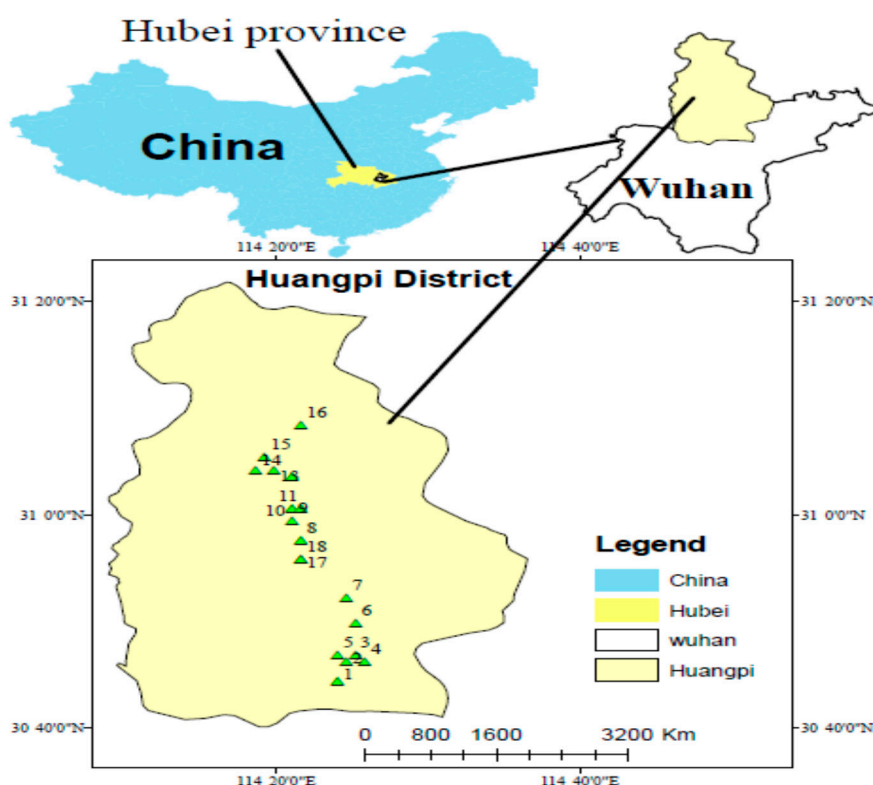 Hubei province
China
Wuhan
114 20'0"E
114 40'0"E
Huangpi District
31 20'0"N
31 20'0"N
16
15
14
13
11
10
9
31 0'0"N
31 0'0"N
8
18
17
7
6
5
3
4
2
1
Legend
China
Hubei
wuhan
Huangpi
30 40'0"N
30 40'0"N
0 800 1600 3200 Km
114 20'0"E
114 40'0"E